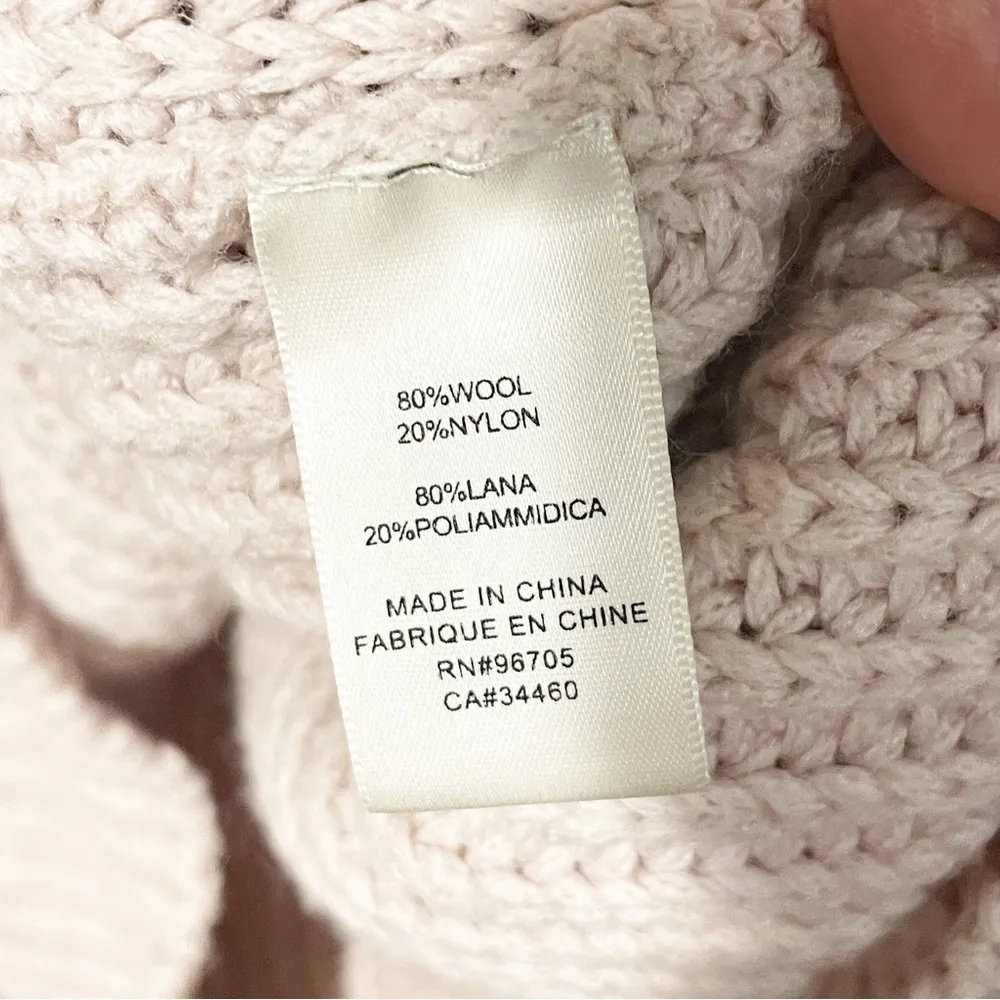 80%WOOL
20%NYLON
80%LANA
20%POLIAMMIDICA
MADE IN CHINA
FABRIQUE EN CHINE
RN#96705
CA#34460